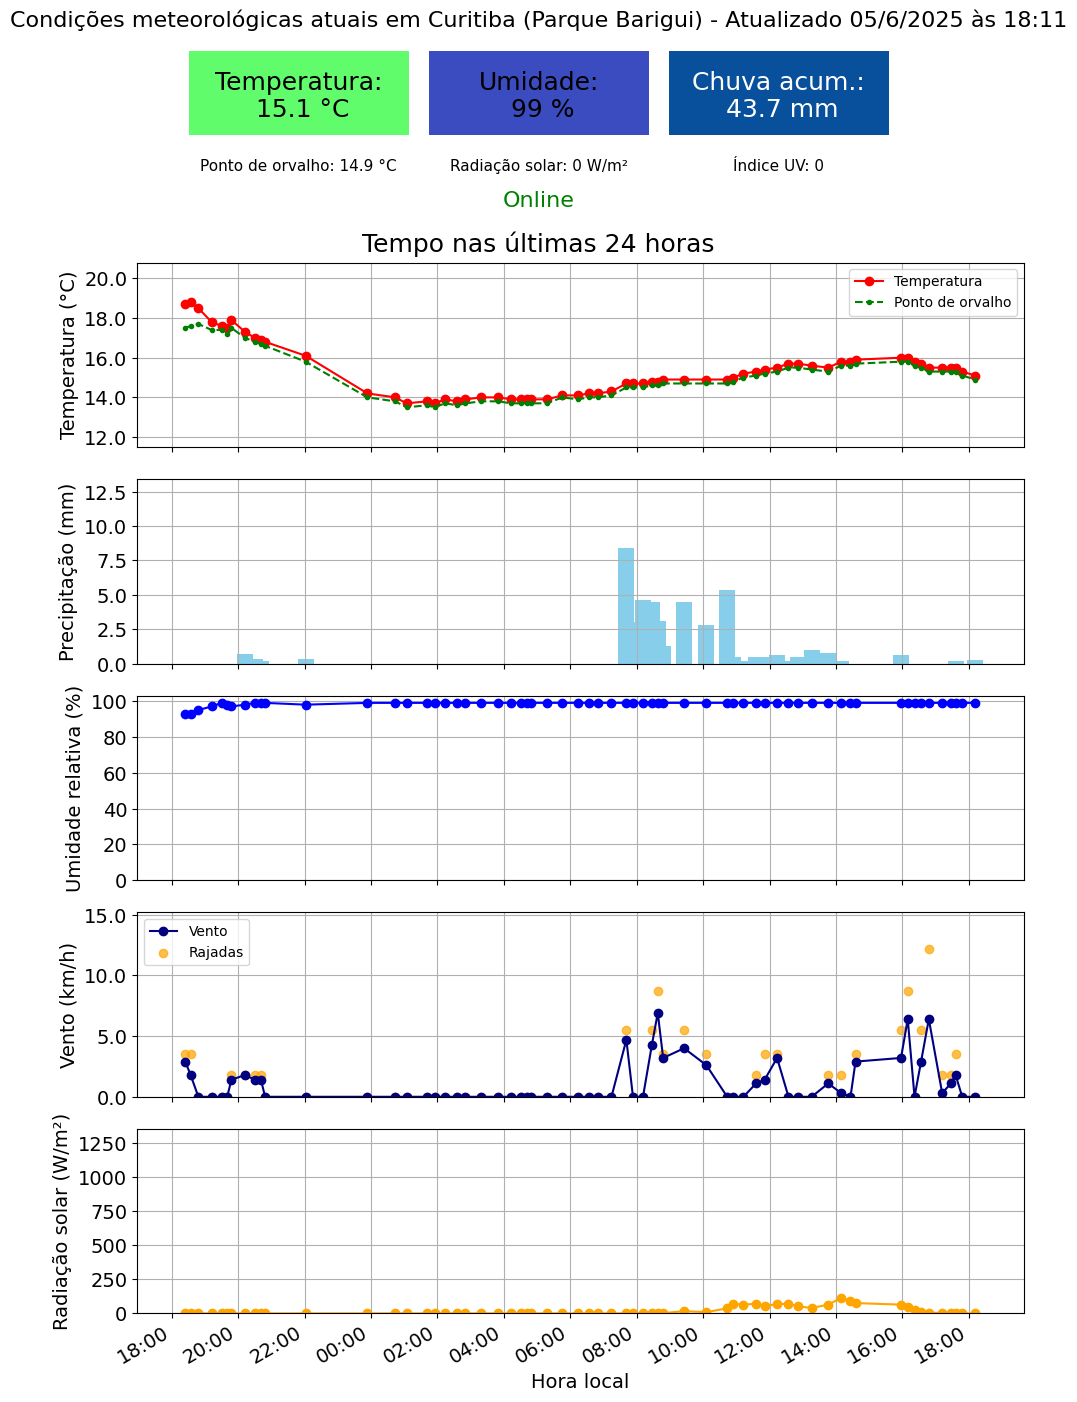 Condições meteorológicas atuais em Curitiba (Parque Barigui) - Atualizado 05/6/2025 às 18:11
Temperatura:
15.1 °C
Umidade:
99 %
Chuva acum.:
43.7 mm
Ponto de orvalho: 14.9 °C
Radiação solar: 0 W/m²
Índice UV: 0
Online
Tempo nas últimas 24 horas
Temperatura (°C)
20.0
18.0
16.0
14.0
12.0
Temperatura
Ponto de orvalho
Precipitação (mm)
12.5
10.0
7.5
5.0
2.5
0.0
Umidade relativa (%)
100
80
60
40
20
0
Vento (km/h)
15.0
10.0
5.0
0.0
Vento
Rajadas
Radiação solar (W/m²)
1250
1000
750
500
250
0
18:00
20:00
22:00
00:00
02:00
04:00
06:00
08:00
10:00
12:00
14:00
16:00
18:00
Hora local